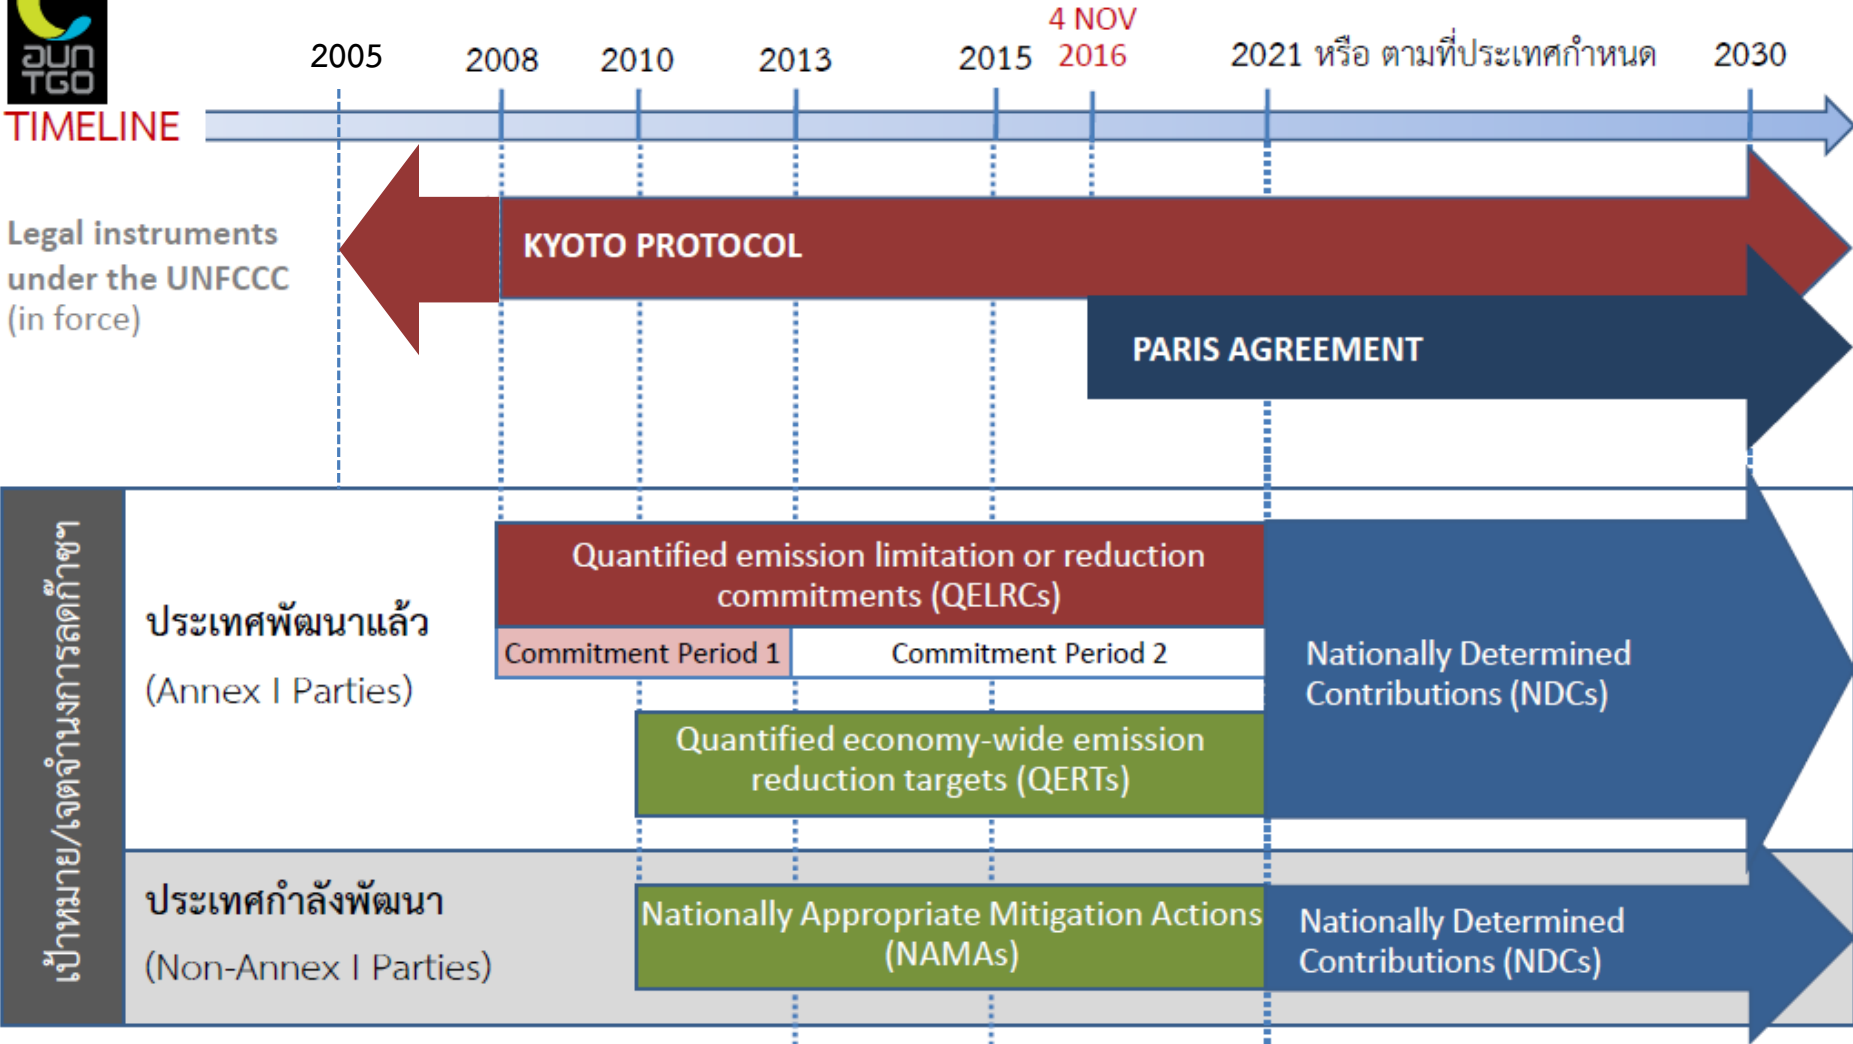 อบก
TGO
TIMELINE
2005
2008
2010
2013
2015
4 NOV
2016
2021 หรือ ตามที่ประเทศกำหนด
2030
Legal instruments
under the UNFCCC
(in force)
KYOTO PROTOCOL
PARIS AGREEMENT
เป้าหมาย/เจตจำนงการลดก๊าซฯ
ประเทศพัฒนาแล้ว
(Annex I Parties)
Quantified emission limitation or reduction
commitments (QELRCs)
Commitment Period 1
Commitment Period 2
Quantified economy-wide emission
reduction targets (QERTs)
Nationally Determined
Contributions (NDCs)
ประเทศกำลังพัฒนา
(Non-Annex I Parties)
Nationally Appropriate Mitigation Actions
(NAMAs)
Nationally Determined
Contributions (NDCs)